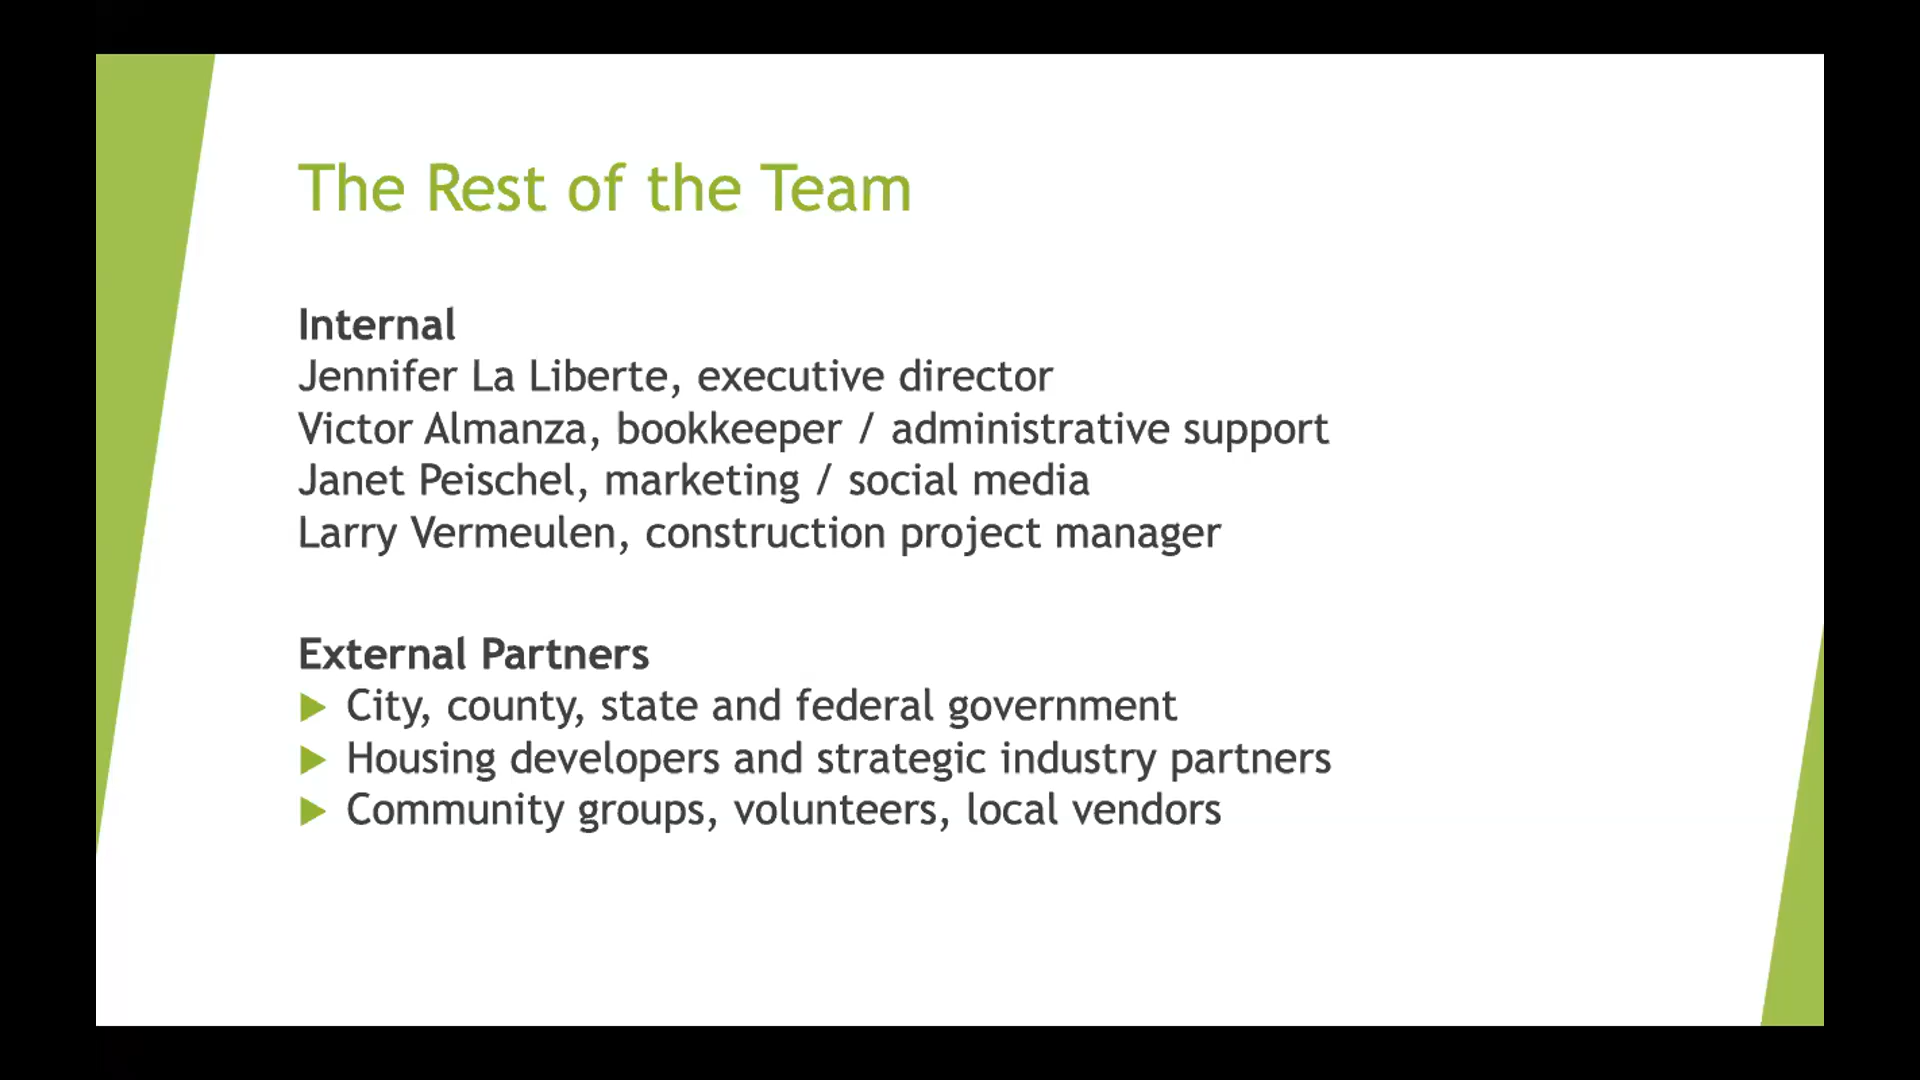 The Rest of the Team
Internal
Jennifer La Liberte, executive director
Victor Almanza, bookkeeper / administrative support
Janet Peischel, marketing / social media
Larry Vermeulen, construction project manager
External Partners
City, county, state and federal government
Housing developers and strategic industry partners
Community groups, volunteers, local vendors